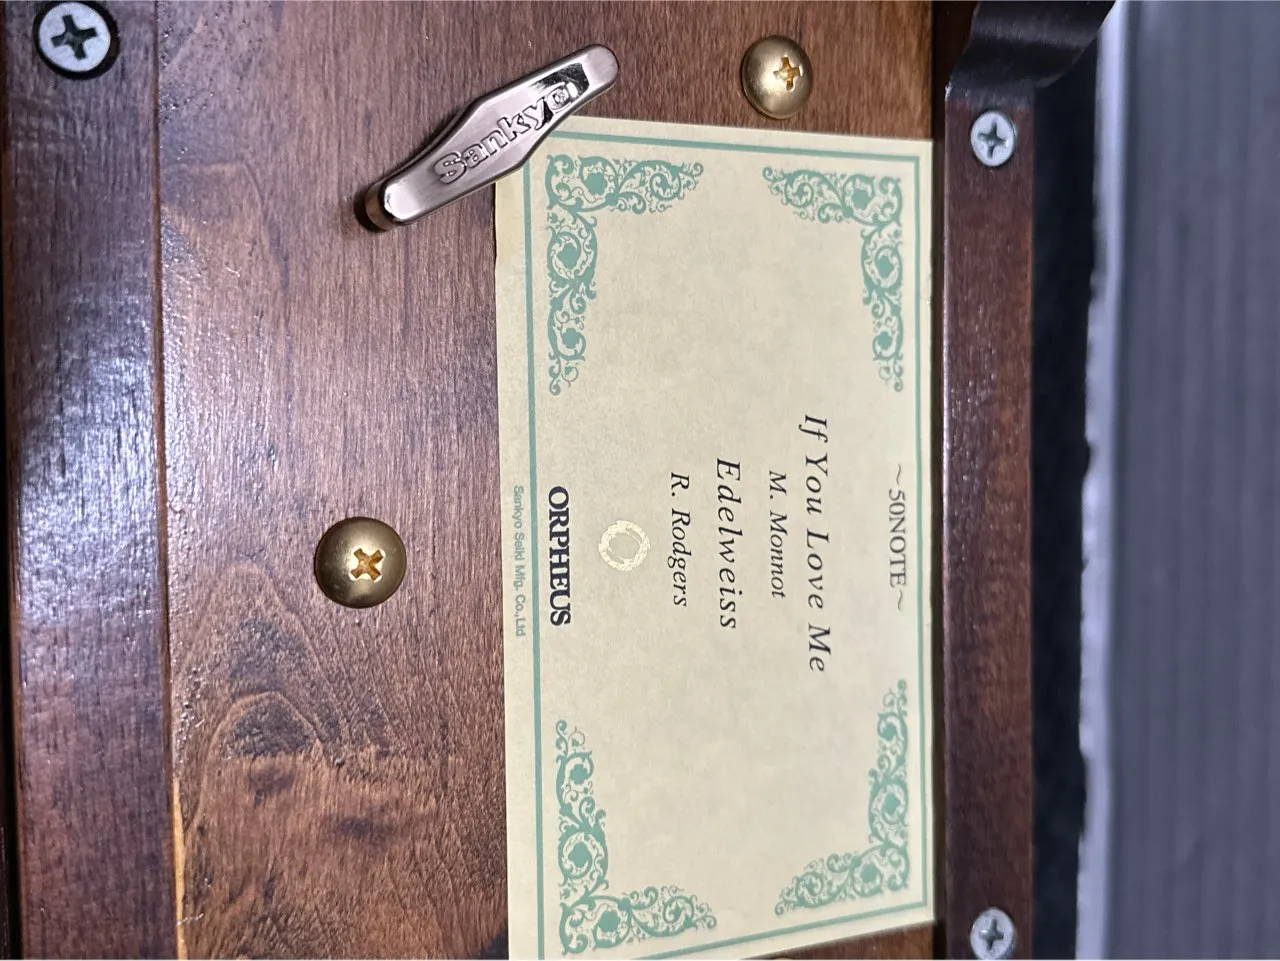 Sankyo
~50NOTE~
If You Love Me
M. Monnot
Edelweiss
R. Rodgers
ORPHEUS
Sankyo Seiki Mfg. Co., Ltd